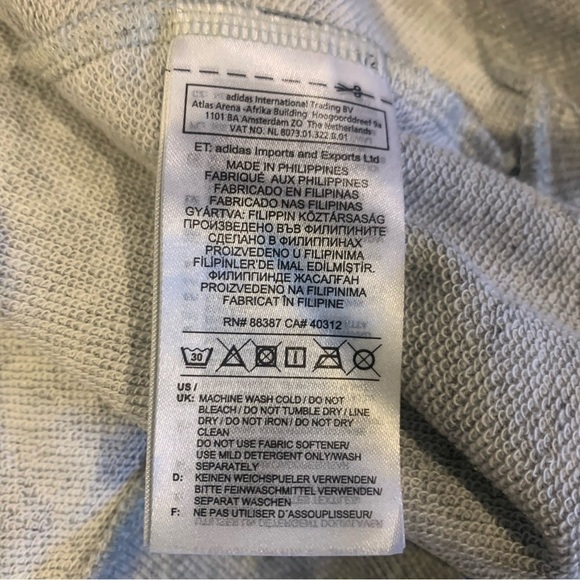 adidas International Trading BV
Atlas Arena -Afrika Building Hoogoorddreef 9a
1101 BA Amsterdam ZO The Netherlands
VAT NO. NL 8073.01.322.B.01
ET: adidas Imports and Exports Ltd
MADE IN PHILIPPINES
FABRIQUÉ AUX PHILIPPINES
FABRICADO EN FILIPINAS
FABRICADO NAS FILIPINAS
GYÁRTVA: FILIPPIN KÖZTÁRSASÁG
ПРОИЗВЕДЕНО ВЪВ ФИЛИПИНИТЕ
СДЕЛАНО В ФИЛИППИНАХ
PROIZVEDENO U FILIPINIMA
FİLİPİNLER'DE İMAL EDİLMİŞTİR.
ФИЛИППИНДЕ ЖАСАЛҒАН
PROIZVEDENO NA FILIPINIMA
FABRICAT ÎN FILIPINE
RN# 88387 CA# 40312
30
US /
UK: MACHINE WASH COLD / DO NOT
BLEACH / DO NOT TUMBLE DRY / LINE
DRY / DO NOT IRON / DO NOT DRY
CLEAN
DO NOT USE FABRIC SOFTENER/
USE MILD DETERGENT ONLY/WASH
SEPARATELY
D: KEINEN WEICHSPUELER VERWENDEN/
BITTE FEINWASCHMITTEL VERWENDEN/
SEPARAT WASCHEN
F: NE PAS UTILISER D'ASSOUPLISSEUR/